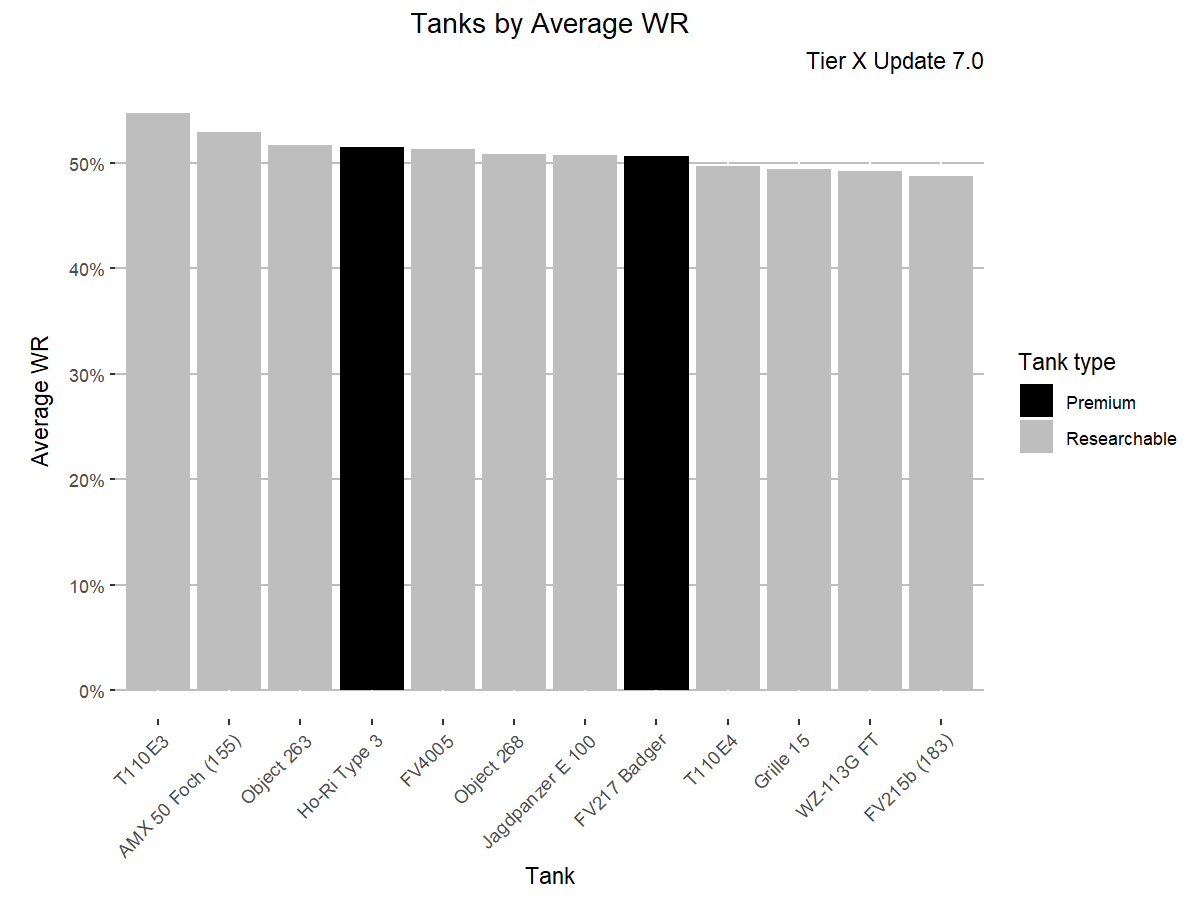 Tanks by Average WR
Tier X Update 7.0
Average WR
50%
40%
30%
20%
10%
0%
T110E3
AMX 50 Foch (155)
Object 263
Ho-Ri Type 3
FV4005
Object 268
Jagdpanzer E 100
FV217 Badger
T110E4
Grille 15
WZ-113G FT
FV215b (183)
Tank
Tank type
Premium
Researchable